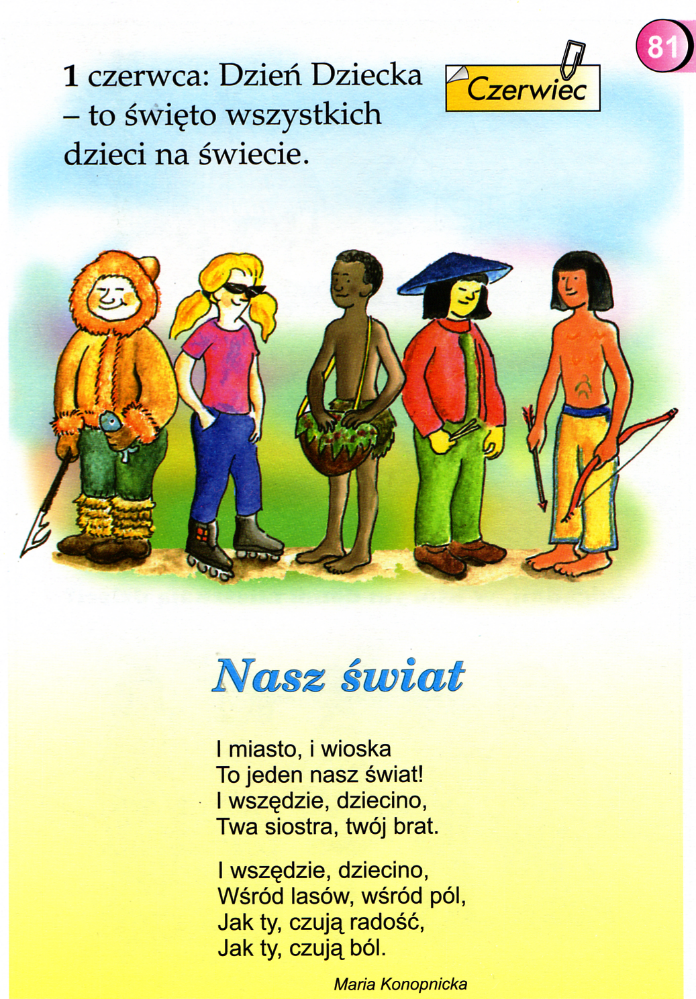 81
1 czerwca: Dzień Dziecka
– to święto wszystkich
dzieci na świecie.
Czerwiec
Nasz świat
I miasto, i wioska
To jeden nasz świat!
I wszędzie, dziecino,
Twa siostra, twój brat.
I wszędzie, dziecino,
Wśród lasów, wśród pól,
Jak ty, czują radość,
Jak ty, czują ból.
Maria Konopnicka